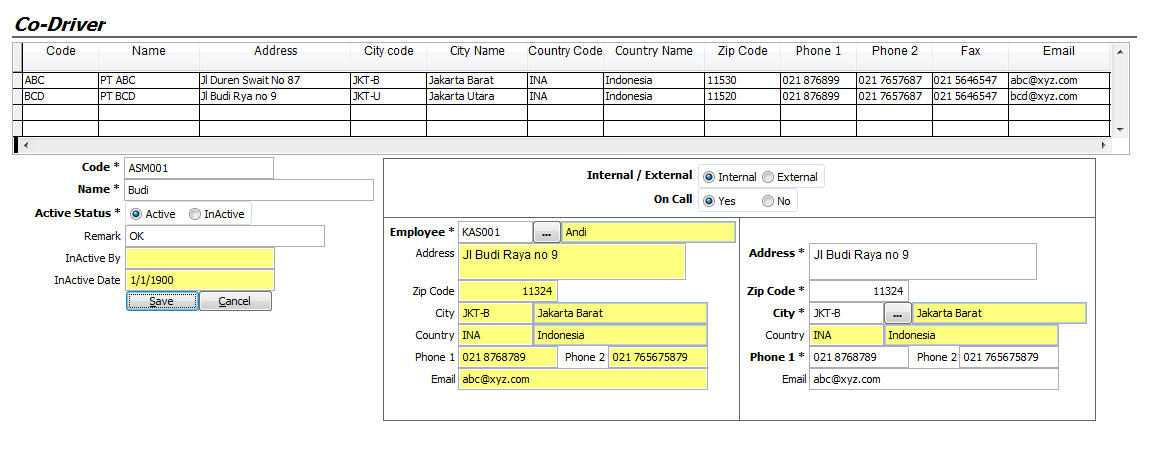 Co-Driver
Code Name Address City code City Name Country Code Country Name Zip Code Phone 1 Phone 2 Fax Email
ABC PT ABC Jl Duren Swait No 87 JKT-B Jakarta Barat INA Indonesia 11530 021 876899 021 7657687 021 5646547 abc@xyz.com
BCD PT BCD Jl Budi Rya no 9 JKT-U Jakarta Utara INA Indonesia 11520 021 876899 021 7657687 021 5646547 bcd@xyz.com
Code * ASM001
Name * Budi
Active Status * Active InActive
Remark OK
InActive By
InActive Date 1/1/1900
Save Cancel
Internal / External Internal External
On Call Yes No
Employee * KAS001 ... Andi
Address Jl Budi Raya no 9
Zip Code 11324
City JKT-B Jakarta Barat
Country INA Indonesia
Phone 1 021 8768789 Phone 2 021 765675879
Email abc@xyz.com
Address * Jl Budi Raya no 9
Zip Code * 11324
City * JKT-B ... Jakarta Barat
Country INA Indonesia
Phone 1 * 021 8768789 Phone 2 021 765675879
Email abc@xyz.com